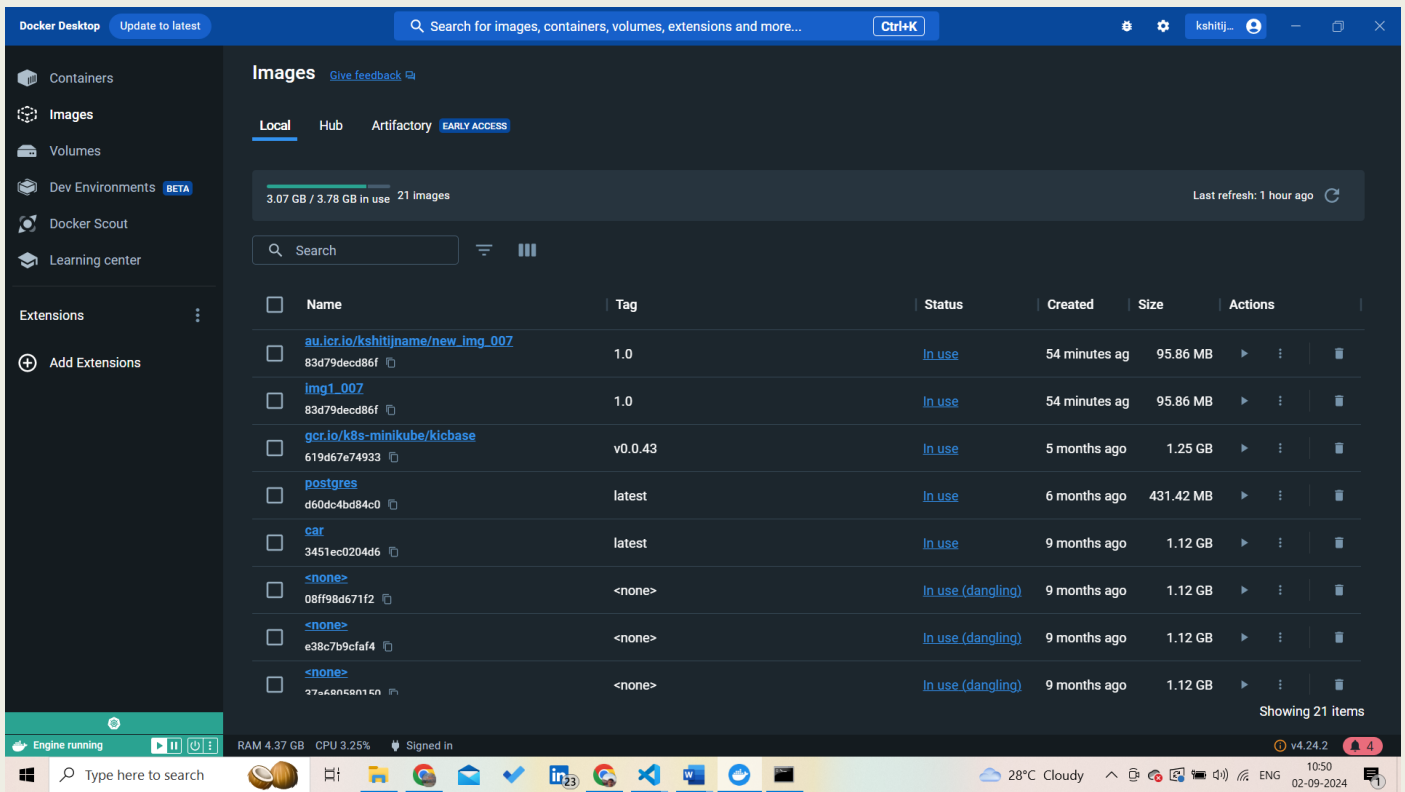 Docker Desktop Update to latest Search for images, containers, volumes, extensions and more... Ctrl+K kshitij...
Containers
Images
Volumes
Dev Environments BETA
Docker Scout
Learning center
Extensions
Add Extensions
Images Give feedback
Local Hub Artifactory EARLY ACCESS
3.07 GB / 3.78 GB in use 21 images Last refresh: 1 hour ago
Search
Name Tag Status Created Size Actions
au.icr.io/kshitijname/new_img_007
83d79decd86f 1.0 In use 54 minutes ag 95.86 MB
img1_007
83d79decd86f 1.0 In use 54 minutes ag 95.86 MB
gcr.io/k8s-minikube/kicbase
619d67e74933 v0.0.43 In use 5 months ago 1.25 GB
postgres
d60dc4bd84c0 latest In use 6 months ago 431.42 MB
car
3451ec0204d6 latest In use 9 months ago 1.12 GB
<none>
08ff98d671f2 <none> In use (dangling) 9 months ago 1.12 GB
<none>
e38c7b9cfaf4 <none> In use (dangling) 9 months ago 1.12 GB
<none>
37a680580150 <none> In use (dangling) 9 months ago 1.12 GB
Showing 21 items
Engine running RAM 4.37 GB CPU 3.25% Signed in v4.24.2 4
Type here to search 23 28°C Cloudy ENG 10:50
02-09-2024 1